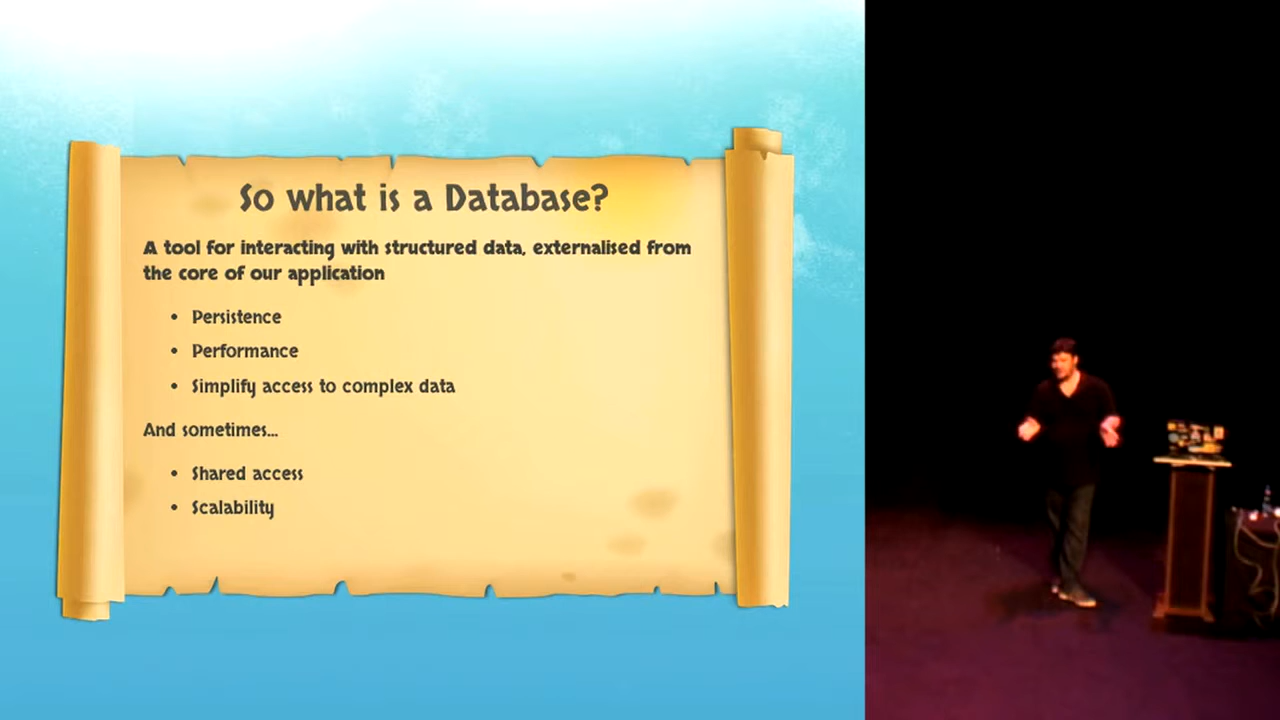 So what is a Database?
A tool for interacting with structured data, externalised from
the core of our application
• Persistence
• Performance
• Simplify access to complex data
And sometimes...
• Shared access
• Scalability